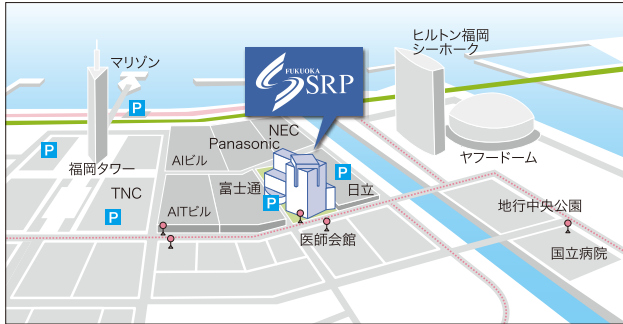 マリゾン
ヒルトン福岡
シーホーク
FUKUOKA
SRP
P
NEC
Panasonic
P
AIビル
ヤフードーム
福岡タワー
P
TNC
富士通
日立
P
AITビル
P
地行中央公園
医師会館
国立病院